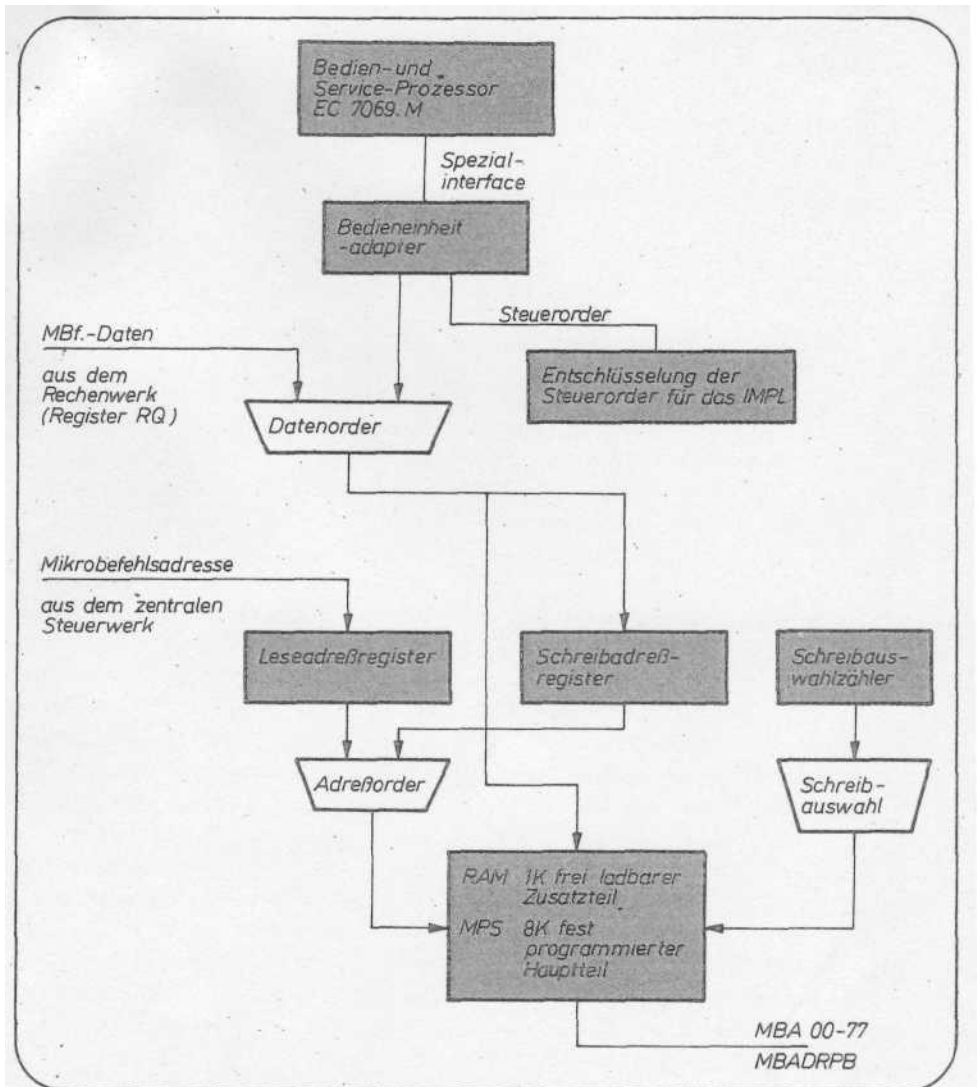 Bedien-und
Service-Prozessor
EC 7069.M
Spezial-
interface
Bedieneinheit
-adapter
Steuerorder
MBf.-Daten
aus dem
Rechenwerk
(Register RQ)
Entschlüsselung der
Steuerorder für das IMPL
Datenorder
Mikrobefehlsadresse
aus dem zentralen
Steuerwerk
Leseadreßregister
Schreibadreß-
register
Schreibaus-
wahlzähler
Adreßorder
Schreib-
auswahl
RAM 1K frei ladbarer
Zusatzteil
MPS 8K fest
programmierter
Hauptteil
MBA 00-77
MBADRPB